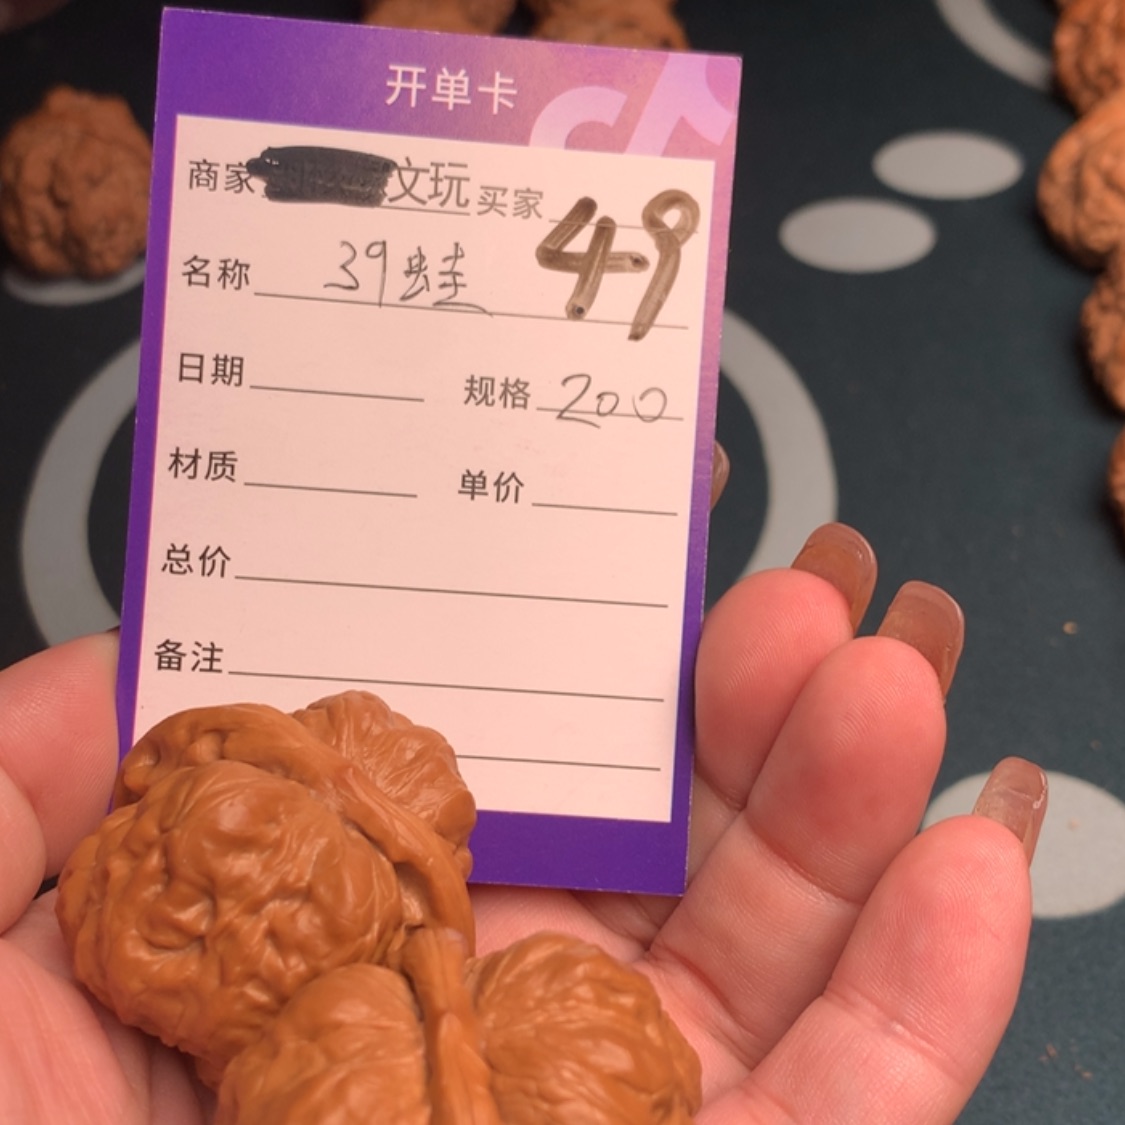 开单卡
商家 文玩 买家 49
名称 39蛙
日期 规格 200
材质 单价
总价
备注